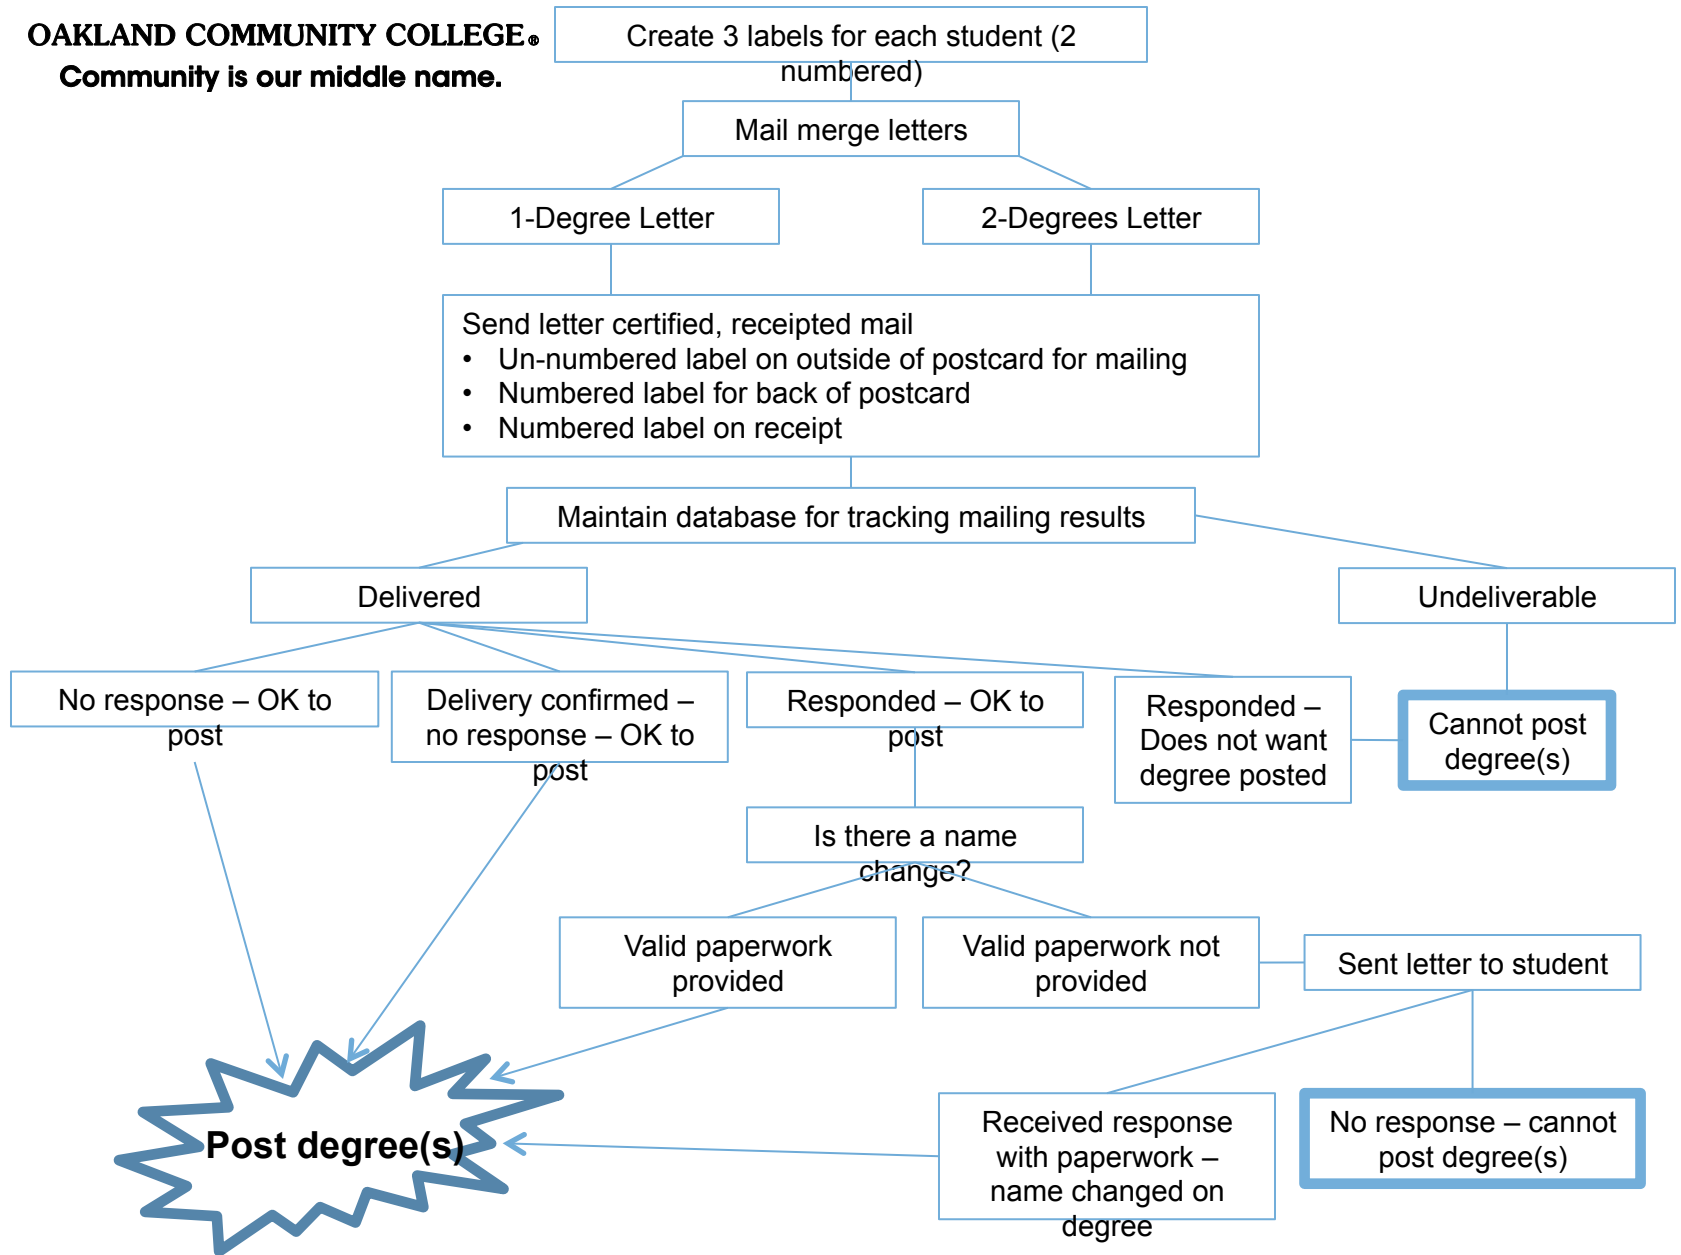 OAKLAND COMMUNITY COLLEGE®
Community is our middle name.
Create 3 labels for each student (2
numbered)
Mail merge letters
1-Degree Letter
2-Degrees Letter
Send letter certified, receipted mail
• Un-numbered label on outside of postcard for mailing
• Numbered label for back of postcard
• Numbered label on receipt
Maintain database for tracking mailing results
Delivered
Undeliverable
No response – OK to
post
Delivery confirmed –
no response – OK to
post
Responded – OK to
post
Responded –
Does not want
degree posted
Cannot post
degree(s)
Is there a name
change?
Valid paperwork
provided
Valid paperwork not
provided
Sent letter to student
Post degree(s)
Received response
with paperwork –
name changed on
degree
No response – cannot
post degree(s)